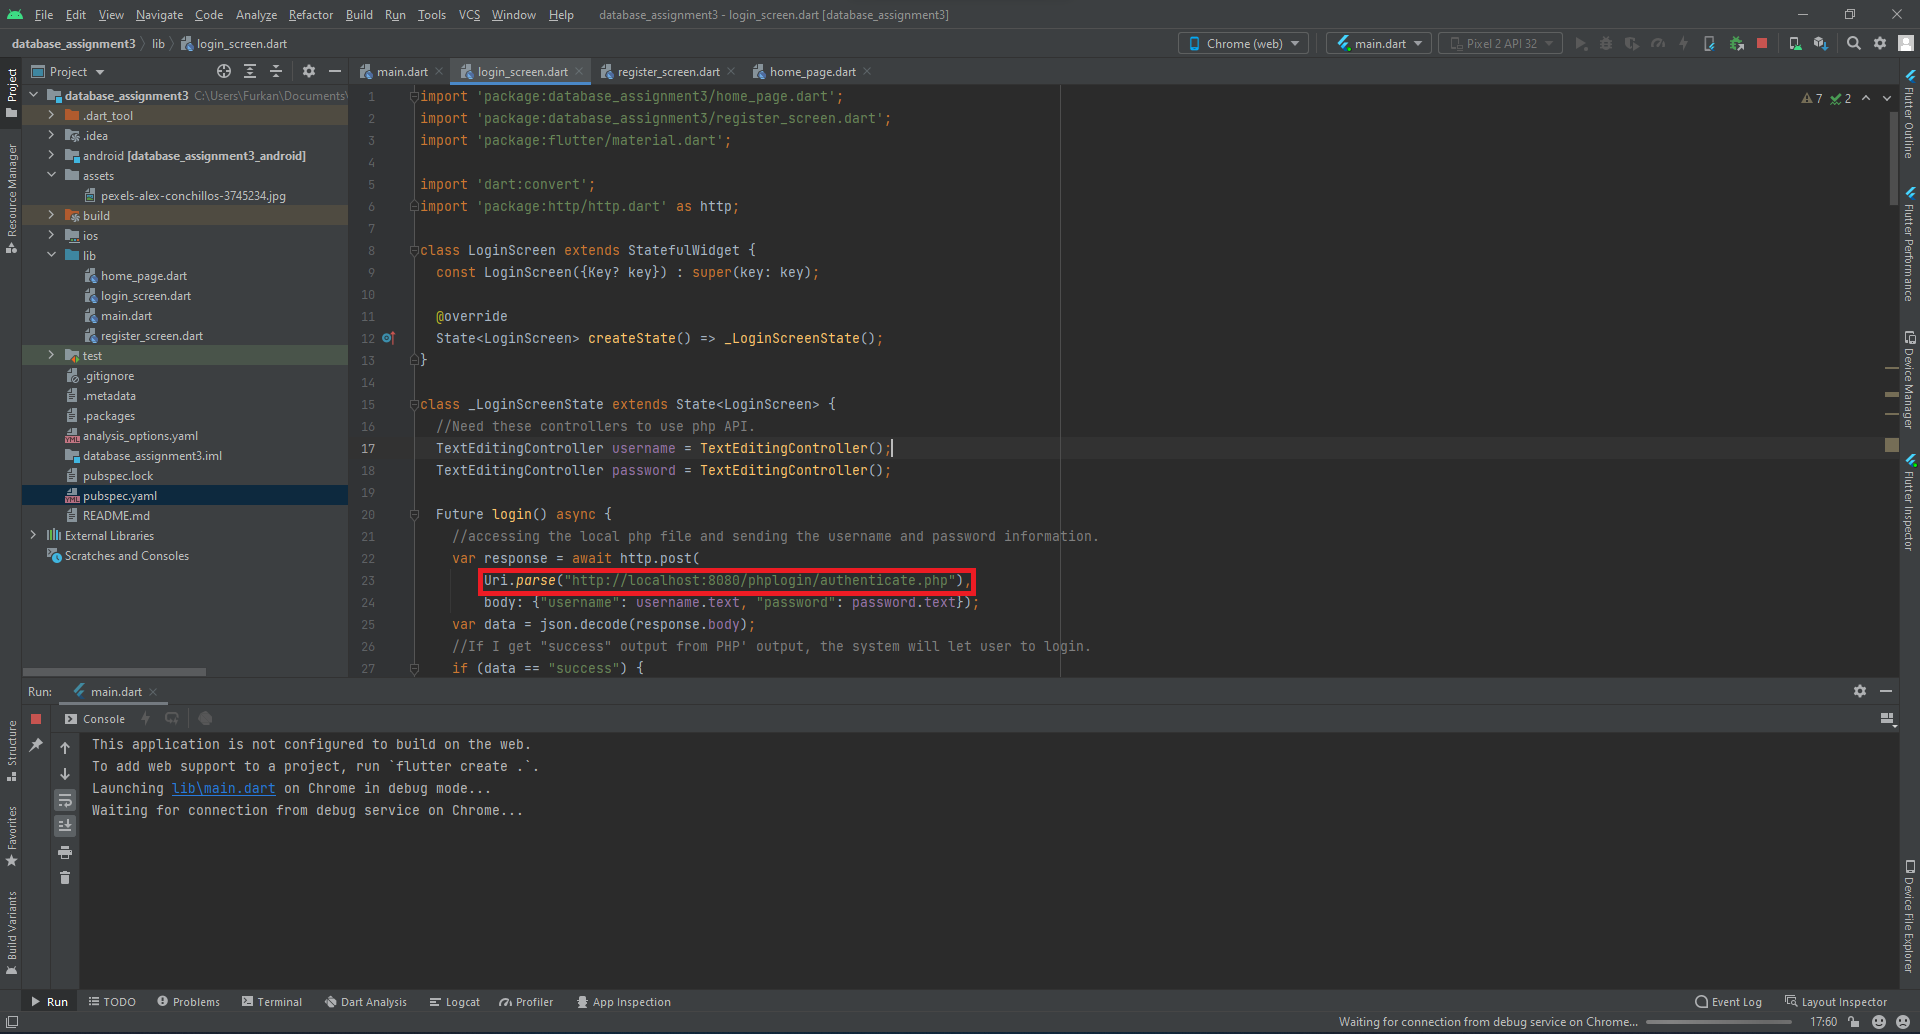 File Edit View Navigate Code Analyze Refactor Build Run Tools VCS Window Help database_assignment3 - login_screen.dart [database_assignment3]
database_assignment3 lib login_screen.dart Chrome (web) main.dart Pixel 2 API 32
Project main.dart login_screen.dart register_screen.dart home_page.dart
database_assignment3 C:\Users\Furkan\Documents\
.dart_tool
.idea
android [database_assignment3_android]
assets
pexels-alex-conchillos-3745234.jpg
build
ios
lib
home_page.dart
login_screen.dart
main.dart
register_screen.dart
test
.gitignore
.metadata
.packages
analysis_options.yaml
database_assignment3.iml
pubspec.lock
pubspec.yaml
README.md
External Libraries
Scratches and Consoles
Project
Resource Manager
Structure
Favorites
Build Variants
7 2
1 import 'package:database_assignment3/home_page.dart';
2 import 'package:database_assignment3/register_screen.dart';
3 import 'package:flutter/material.dart';
4
5 import 'dart:convert';
6 import 'package:http/http.dart' as http;
7
8 class LoginScreen extends StatefulWidget {
9 const LoginScreen({Key? key}) : super(key: key);
10
11 @override
12 State<LoginScreen> createState() => _LoginScreenState();
13 }
14
15 class _LoginScreenState extends State<LoginScreen> {
16 //Need these controllers to use php API.
17 TextEditingController username = TextEditingController();
18 TextEditingController password = TextEditingController();
19
20 Future login() async {
21 //accessing the local php file and sending the username and password information.
22 var response = await http.post(
23 Uri.parse("http://localhost:8080/phplogin/authenticate.php"),
24 body: {"username": username.text, "password": password.text});
25 var data = json.decode(response.body);
26 //If I get "success" output from PHP' output, the system will let user to login.
27 if (data == "success") {
Flutter Outline
Flutter Performance
Device Manager
Flutter Inspector
Device File Explorer
Run: main.dart
Console
This application is not configured to build on the web.
To add web support to a project, run `flutter create .`.
Launching lib\main.dart on Chrome in debug mode...
Waiting for connection from debug service on Chrome...
Run TODO Problems Terminal Dart Analysis Logcat Profiler App Inspection Event Log Layout Inspector
Waiting for connection from debug service on Chrome... 17:60